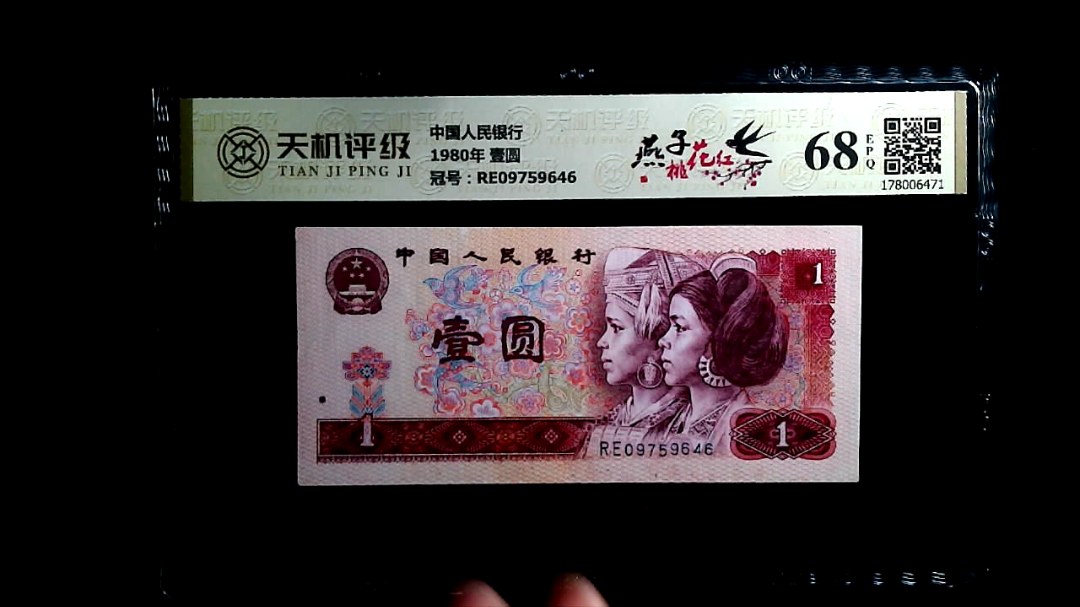 天机评级
TIAN JI PING JI
中国人民银行
1980年 壹圆
冠号：RE09759646
燕子
桃花红
68
EPQ
178006471
中国人民银行
1
壹圆
1
RE09759646
1